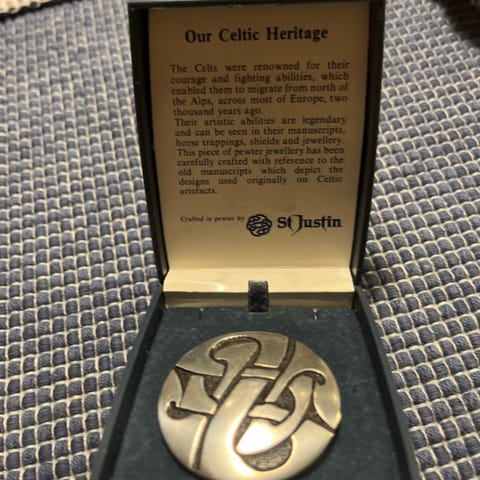 Our Celtic Heritage
The Celts were renowned for their
courage and fighting abilities, which
enabled them to migrate from north of
the Alps, across most of Europe, two
thousand years ago.
Their artistic abilities are legendary
and can be seen in their manuscripts,
horse trappings, shields and jewellery.
This piece of pewter jewellery has been
carefully crafted with reference to the
old manuscripts which depict the
designs used originally on Celtic
artefacts.
Crafted in pewter by St Justin